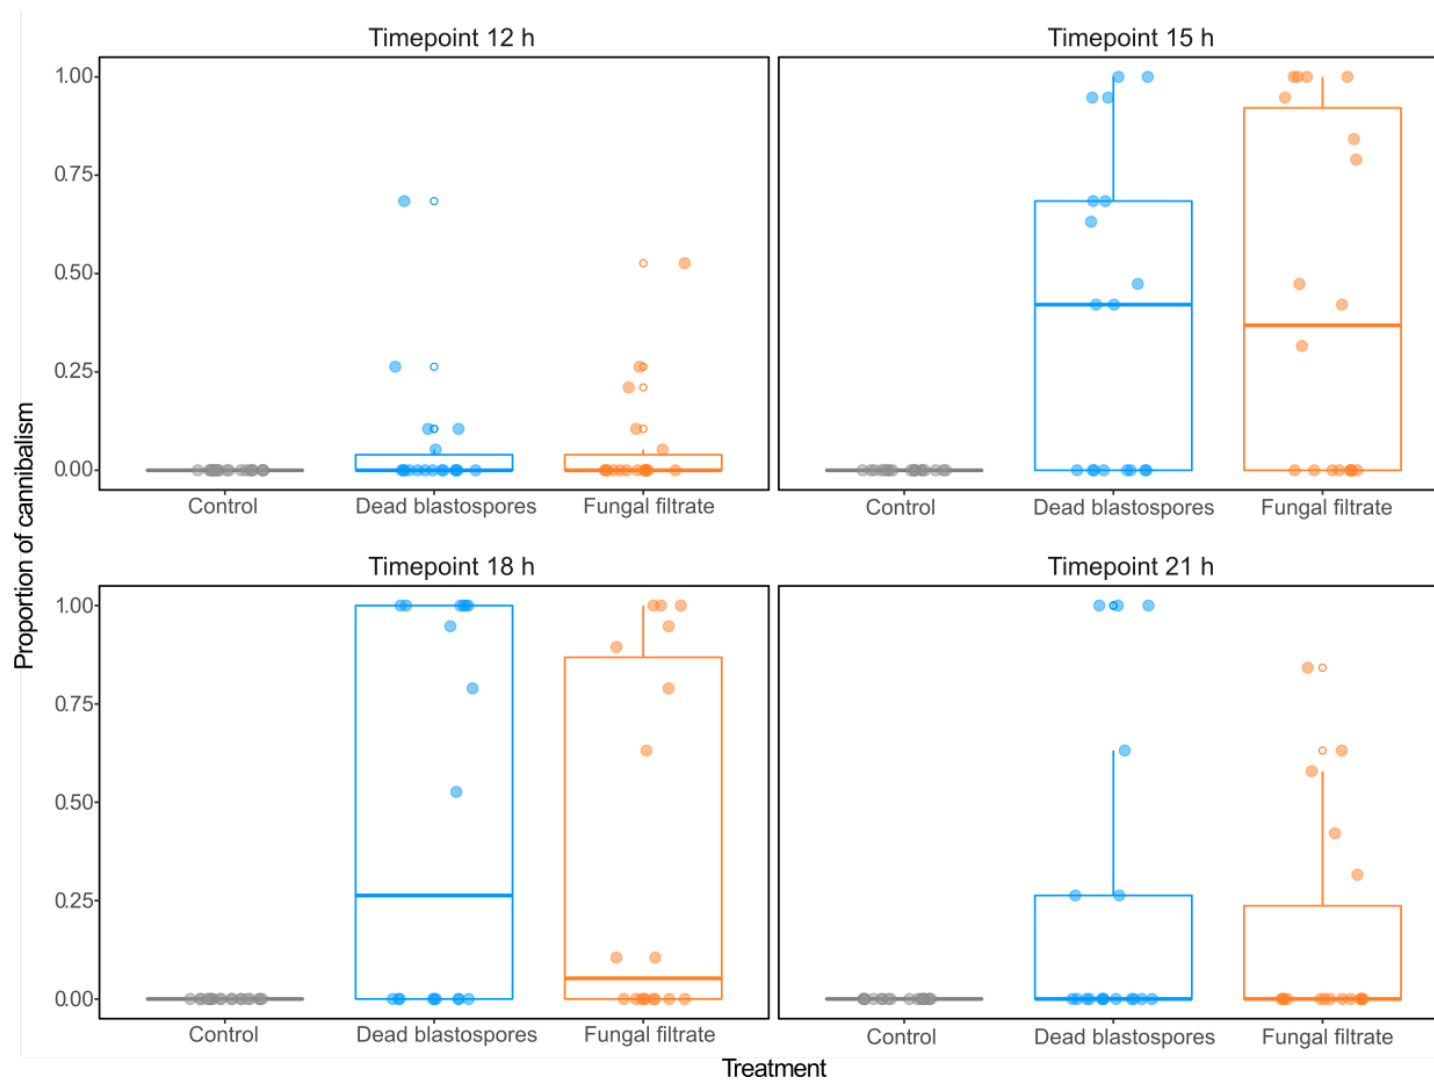 Timepoint 12 h
Timepoint 15 h
1.00
0.75
0.50
0.25
0.00
Control Dead blastospores Fungal filtrate
Control Dead blastospores Fungal filtrate
Proportion of cannibalism
Timepoint 18 h
Timepoint 21 h
1.00
0.75
0.50
0.25
0.00
Control Dead blastospores Fungal filtrate
Control Dead blastospores Fungal filtrate
Treatment